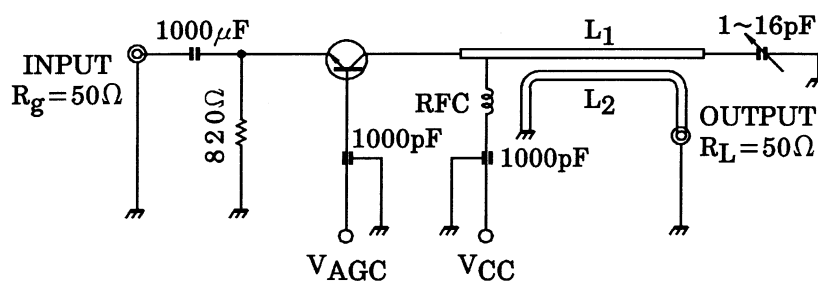 1000μF
L₁
1~16pF
INPUT
Rg=50Ω
820Ω
1000pF
RFC
L₂
1000pF
OUTPUT
RL=50Ω
VAGC
VCC